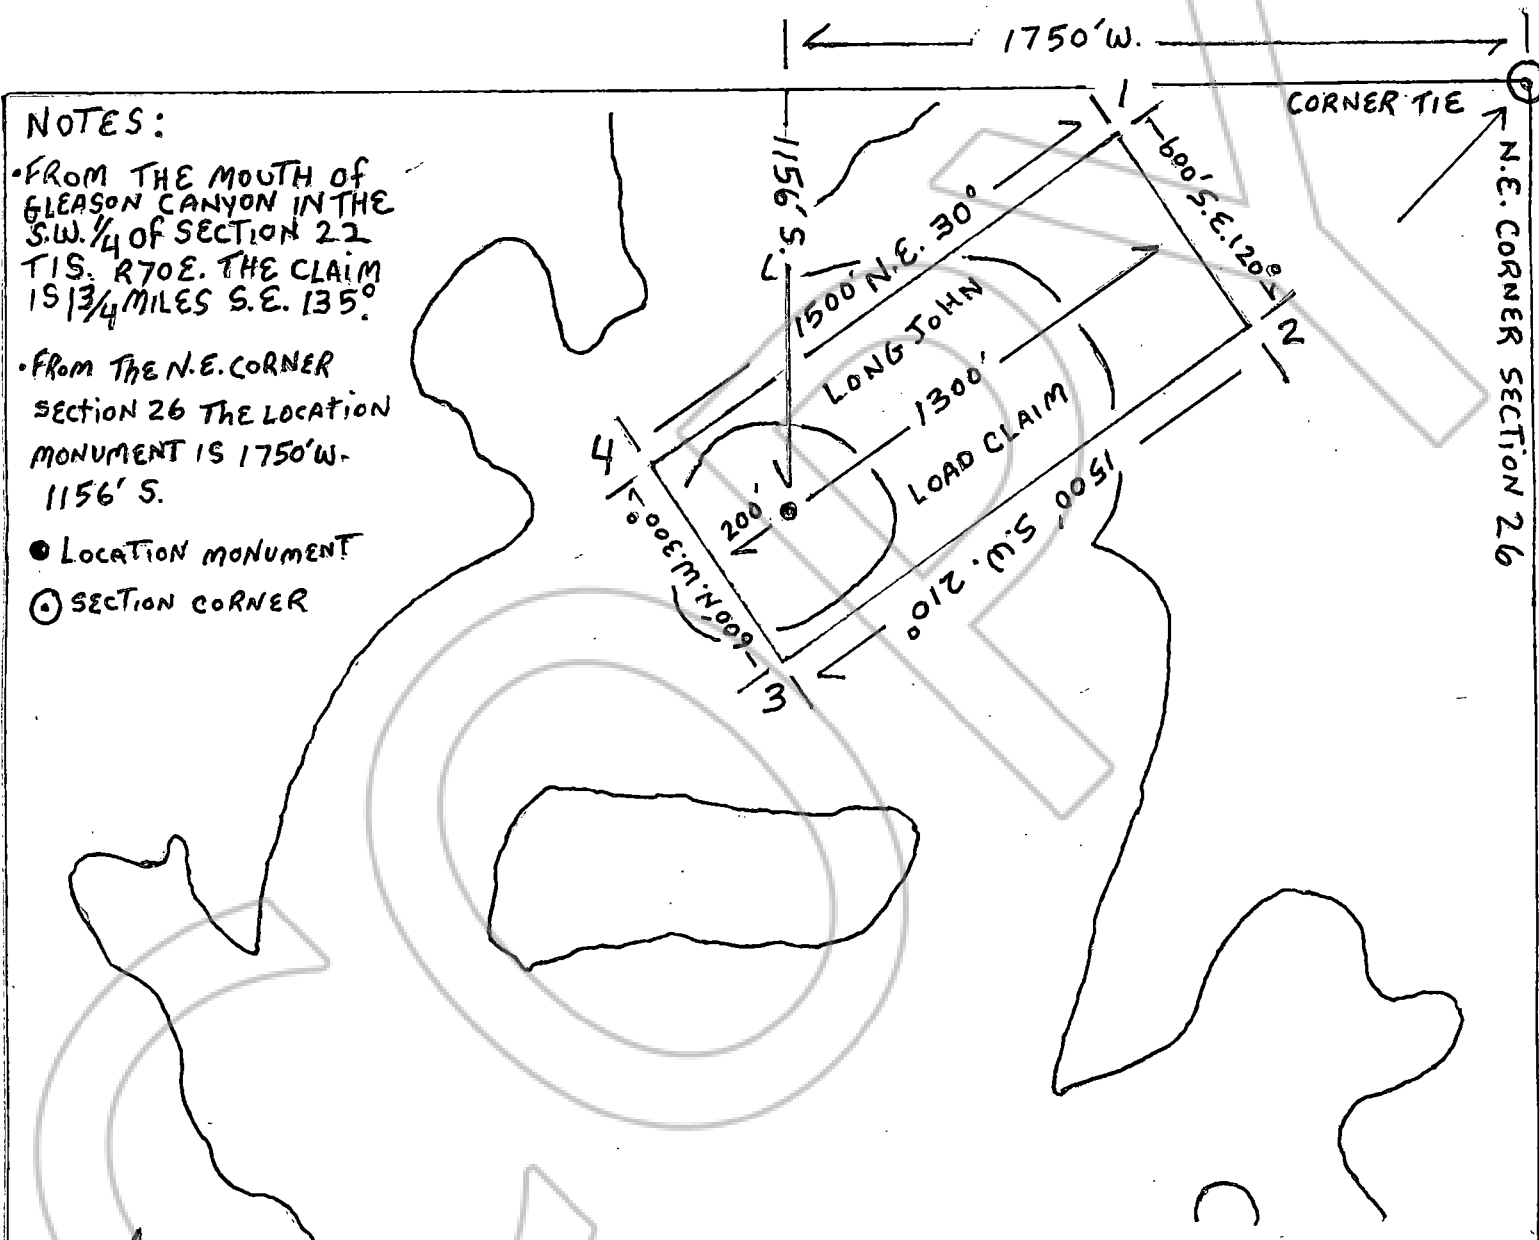 1750'W.
CORNER TIE
N.E. CORNER SECTION 26
NOTES:
•FROM THE MOUTH OF
GLEASON CANYON IN THE
S.W. 1/4 OF SECTION 22
T1S. R70E. THE CLAIM
IS 1 3/4 MILES S.E. 135°.
•FROM THE N.E. CORNER
SECTION 26 THE LOCATION
MONUMENT IS 1750'W-
1156' S.
LOCATION MONUMENT
SECTION CORNER
1156' S.
1
600' S.E. 120°
2
1500' N.E. 30°
LONG JOHN
1300'
LOAD CLAIM
1500' S.W. 210°
4
200'
600' N.W. 300°
3
COPY